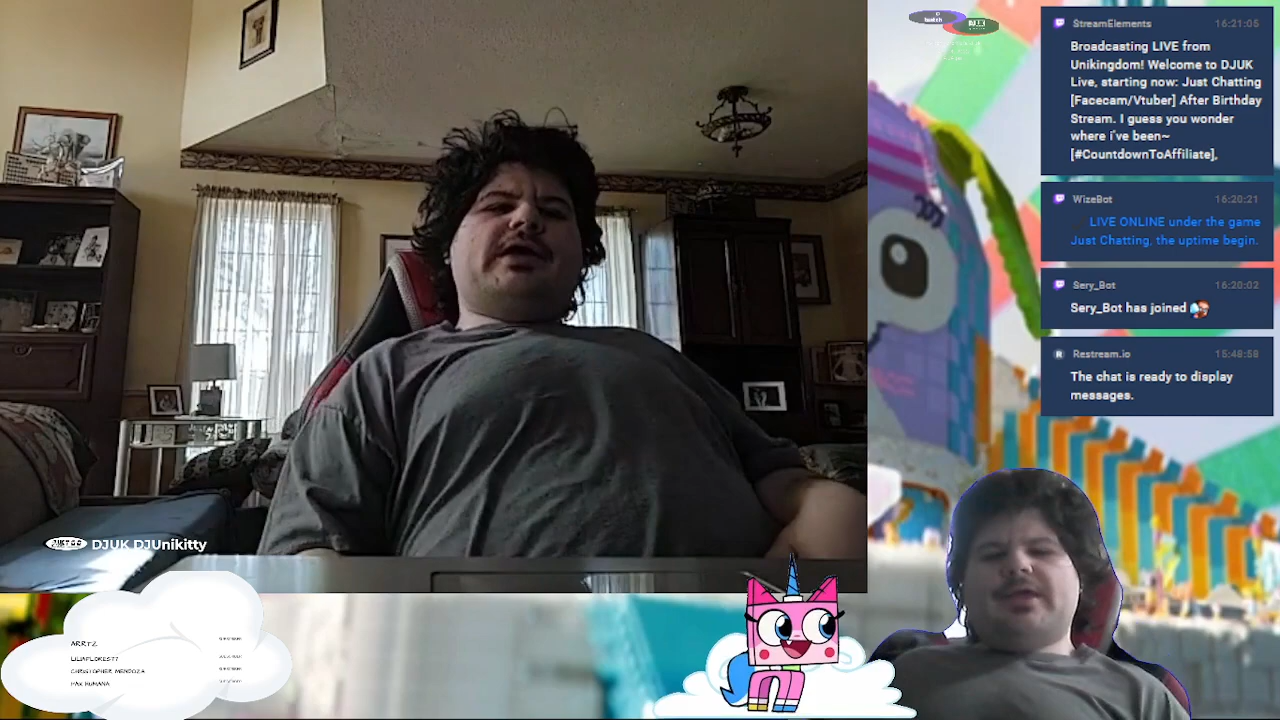 StreamElements 16:21:05
Broadcasting LIVE from
Unikingdom! Welcome to DJUK
Live, starting now: Just Chatting
[Facecam/Vtuber] After Birthday
Stream. I guess you wonder
where i've been~
[#CountdownToAffiliate],
WizeBot 16:20:21
LIVE ONLINE under the game
Just Chatting, the uptime begin.
Sery_Bot 16:20:02
Sery_Bot has joined
Restream.io 15:48:58
The chat is ready to display
messages.
DJUK DJUnikitty
ARRTZ
LILIAFLORES77
CHRISTOPHER MENDOZA
PAX HUMANA